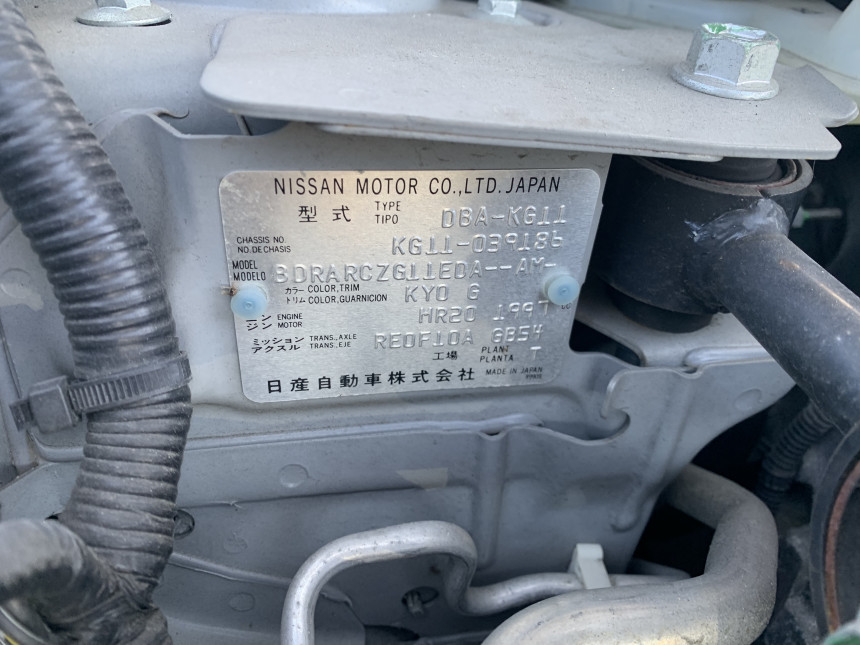 NISSAN MOTOR CO.,LTD. JAPAN
型式 TYPE TIPO DBA-KG11
CHASSIS NO. NO. DE CHASIS KG11-039186
MODEL MODELO BDRARCZG11EDA--AM-
カラー COLOR,TRIM トリム COLOR,GUARNICION KY0 G
ン ENGINE ジン MOTOR HR20 1997 CC
ミッション TRANS.,AXLE アクスル TRANS.,EJE RE0F10A GB54
工場 PLANT PLANTA T
日産自動車株式会社 MADE IN JAPAN